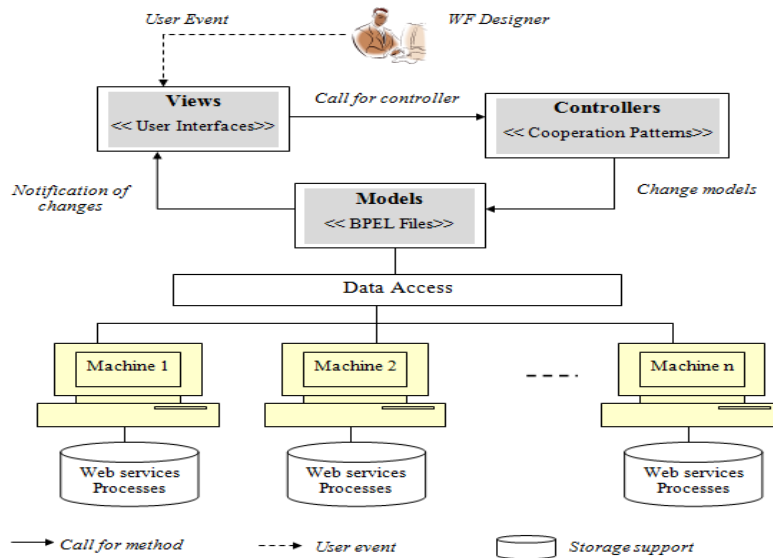 User Event
WF Designer
Views
<< User Interfaces>>
Call for controller
Controllers
<< Cooperation Patterns>>
Notification of
changes
Models
<< BPEL Files>>
Change models
Data Access
Machine 1
Machine 2
Machine n
Web services
Processes
Web services
Processes
Web services
Processes
Call for method
User event
Storage support